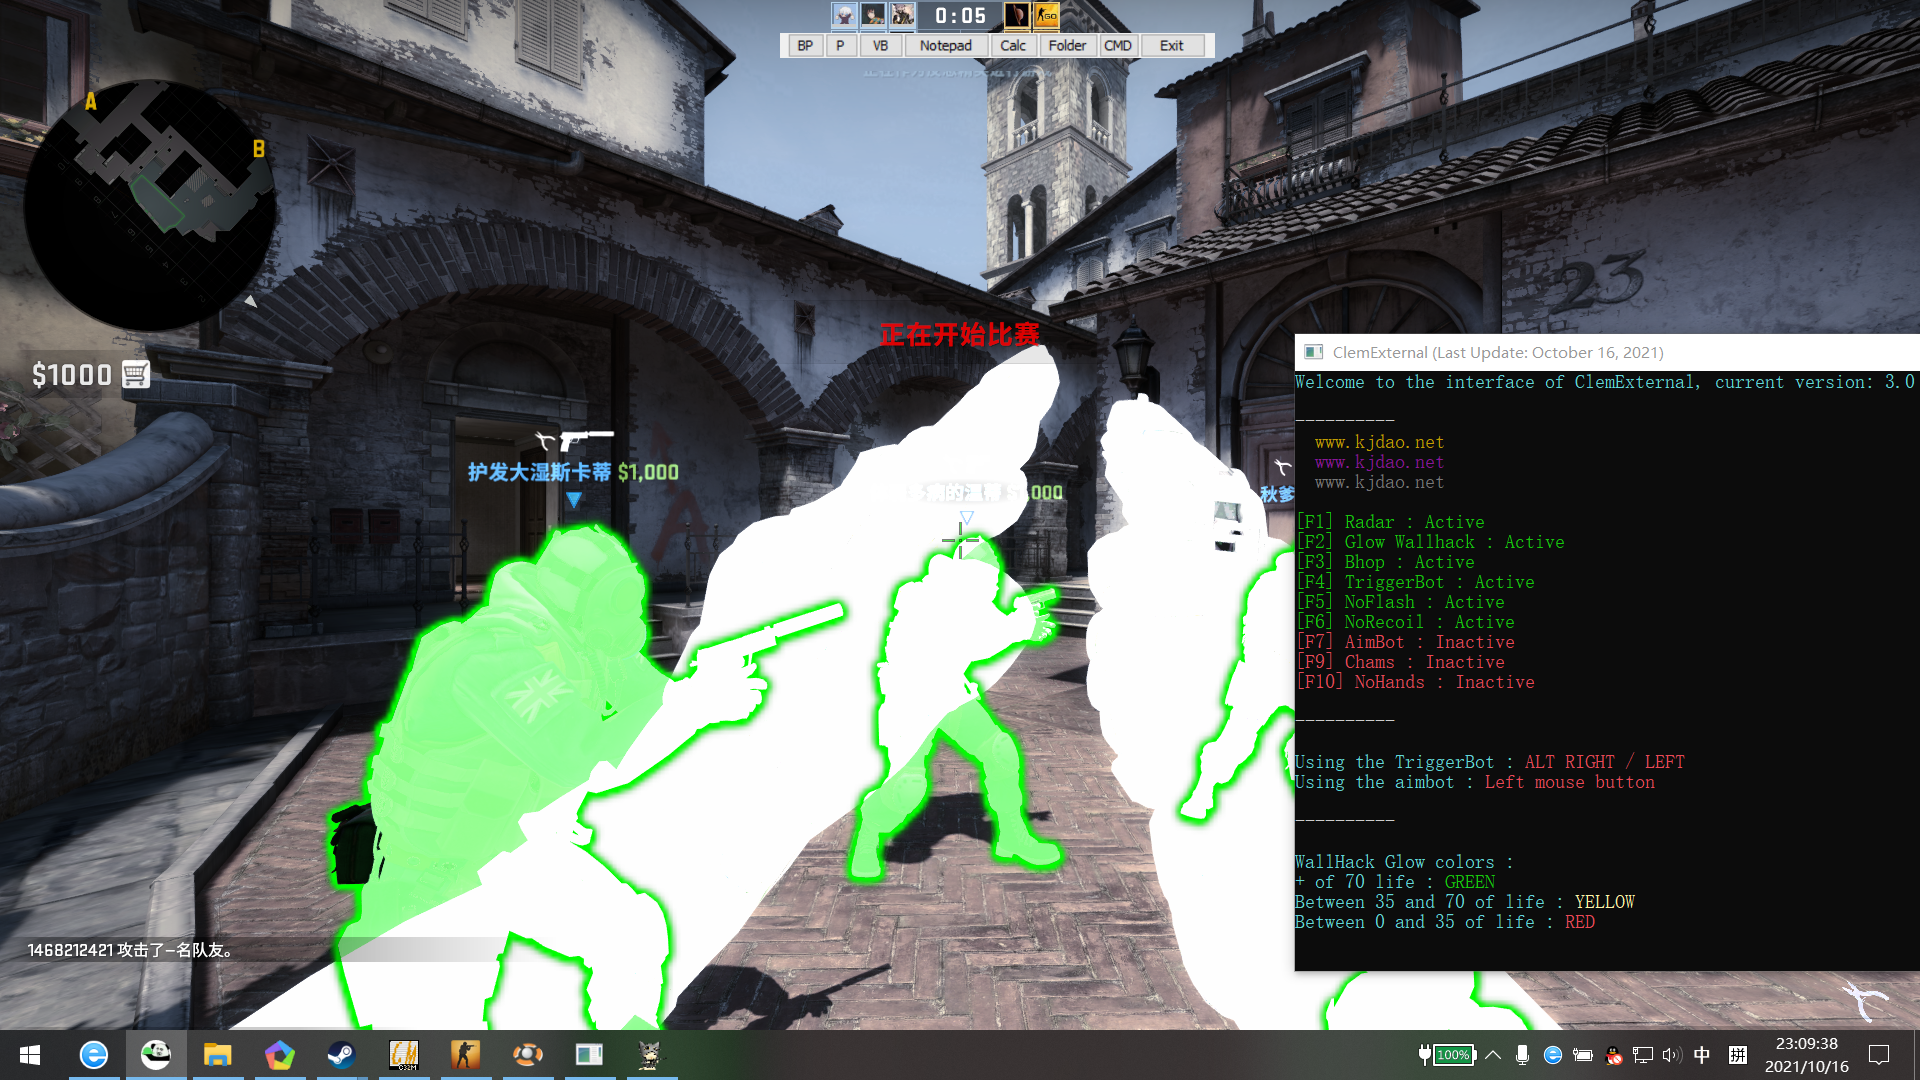 0:05
BP P VB Notepad Calc Folder CMD Exit
A
B
正在开始比赛
$1000
护发大湿斯卡蒂 $1,000
000
秋爹
23
A
ClemExternal (Last Update: October 16, 2021)
Welcome to the interface of ClemExternal, current version: 3.0
----------
www.kjdao.net
www.kjdao.net
www.kjdao.net
[F1] Radar : Active
[F2] Glow Wallhack : Active
[F3] Bhop : Active
[F4] TriggerBot : Active
[F5] NoFlash : Active
[F6] NoRecoil : Active
[F7] AimBot : Inactive
[F9] Chams : Inactive
[F10] NoHands : Inactive
----------
Using the TriggerBot : ALT RIGHT / LEFT
Using the aimbot : Left mouse button
----------
WallHack Glow colors :
+ of 70 life : GREEN
Between 35 and 70 of life : YELLOW
Between 0 and 35 of life : RED
1468212421 攻击了一名队友。
100%
中
拼
23:09:38
2021/10/16